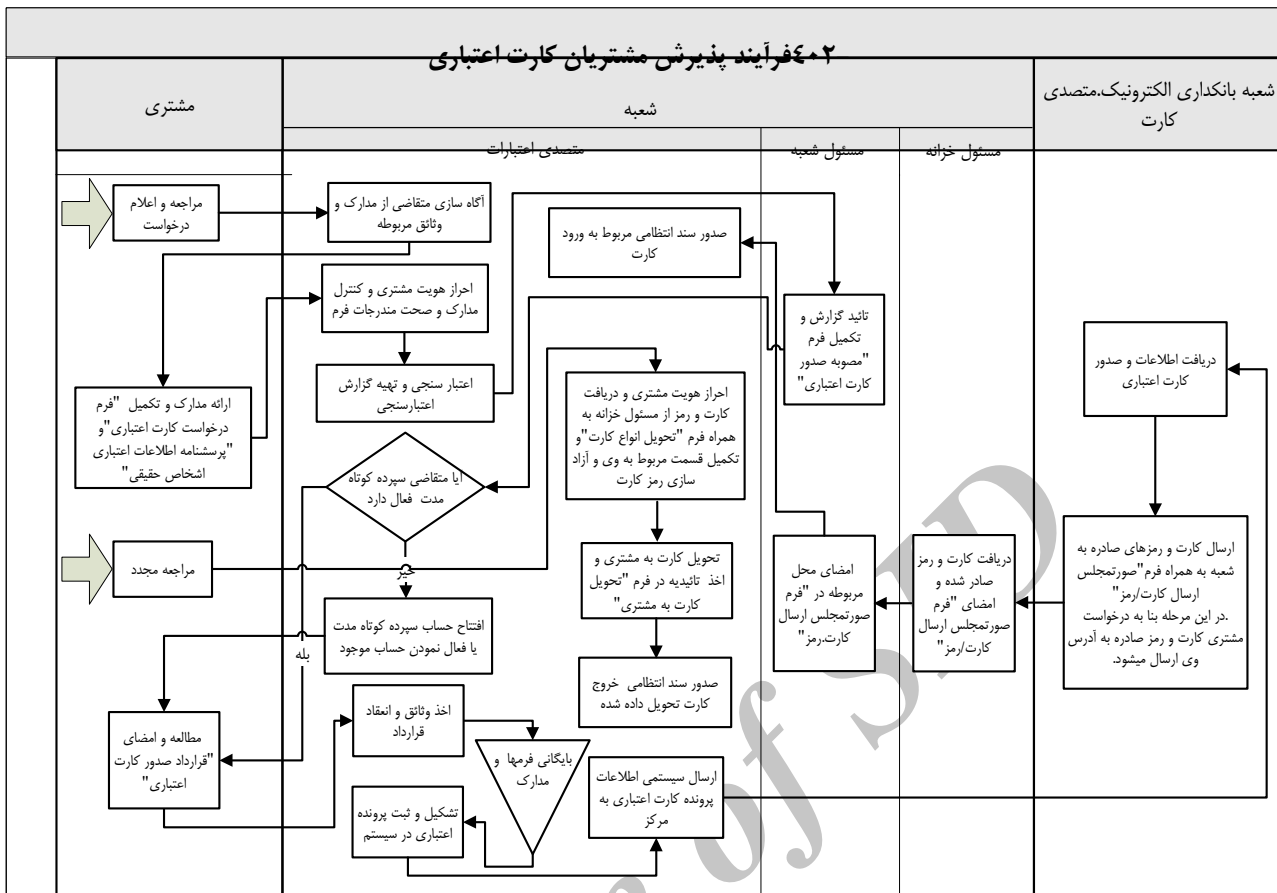 ۴۰۲فرآیند پذیرش مشتریان کارت اعتباری
شعبه بانکداری الکترونیک.متصدی
کارت
شعبه
مشتری
مسئول خزانه
مسئول شعبه
متصدی اعتبارات
مراجعه و اعلام
درخواست
آگاه سازی متقاضی از مدارک و
وثائق مربوطه
صدور سند انتظامی مربوط به ورود
کارت
احراز هویت مشتری و کنترل
مدارک و صحت مندرجات فرم
تائید گزارش و
تکمیل فرم
"مصوبه صدور
کارت اعتباری"
دریافت اطلاعات و صدور
کارت اعتباری
اعتبار سنجی و تهیه گزارش
اعتبارسنجی
احراز هویت مشتری و دریافت
کارت و رمز از مسئول خزانه به
همراه فرم "تحویل انواع کارت"و
تکمیل قسمت مربوط به وی و آزاد
سازی رمز کارت
ارائه مدارک و تکمیل "فرم
درخواست کارت اعتباری"و
"پرسشنامه اطلاعات اعتباری
اشخاص حقیقی"
آیا متقاضی سپرده کوتاه
مدت فعال دارد
مراجعه مجدد
خیر
تحویل کارت به مشتری و
اخذ تائیدیه در فرم "تحویل
کارت به مشتری"
امضای محل
مربوطه در "فرم
صورتمجلس ارسال
کارت.رمز"
دریافت کارت و رمز
صادر شده و
امضای "فرم
صورتمجلس ارسال
کارت/رمز"
ارسال کارت و رمزهای صادره به
شعبه به همراه فرم"صورتمجلس
ارسال کارت/رمز"
.در این مرحله بنا به درخواست
مشتری کارت و رمز صادره به آدرس
وی ارسال میشود.
افتتاح حساب سپرده کوتاه مدت
یا فعال نمودن حساب موجود
بله
صدور سند انتظامی خروج
کارت تحویل داده شده
مطالعه و امضای
"قرارداد صدور کارت
اعتباری"
اخذ وثائق و انعقاد
قرارداد
بایگانی فرمها و
مدارک
ارسال سیستمی اطلاعات
پرونده کارت اعتباری به
مرکز
تشکیل و ثبت پرونده
اعتباری در سیستم
of SID